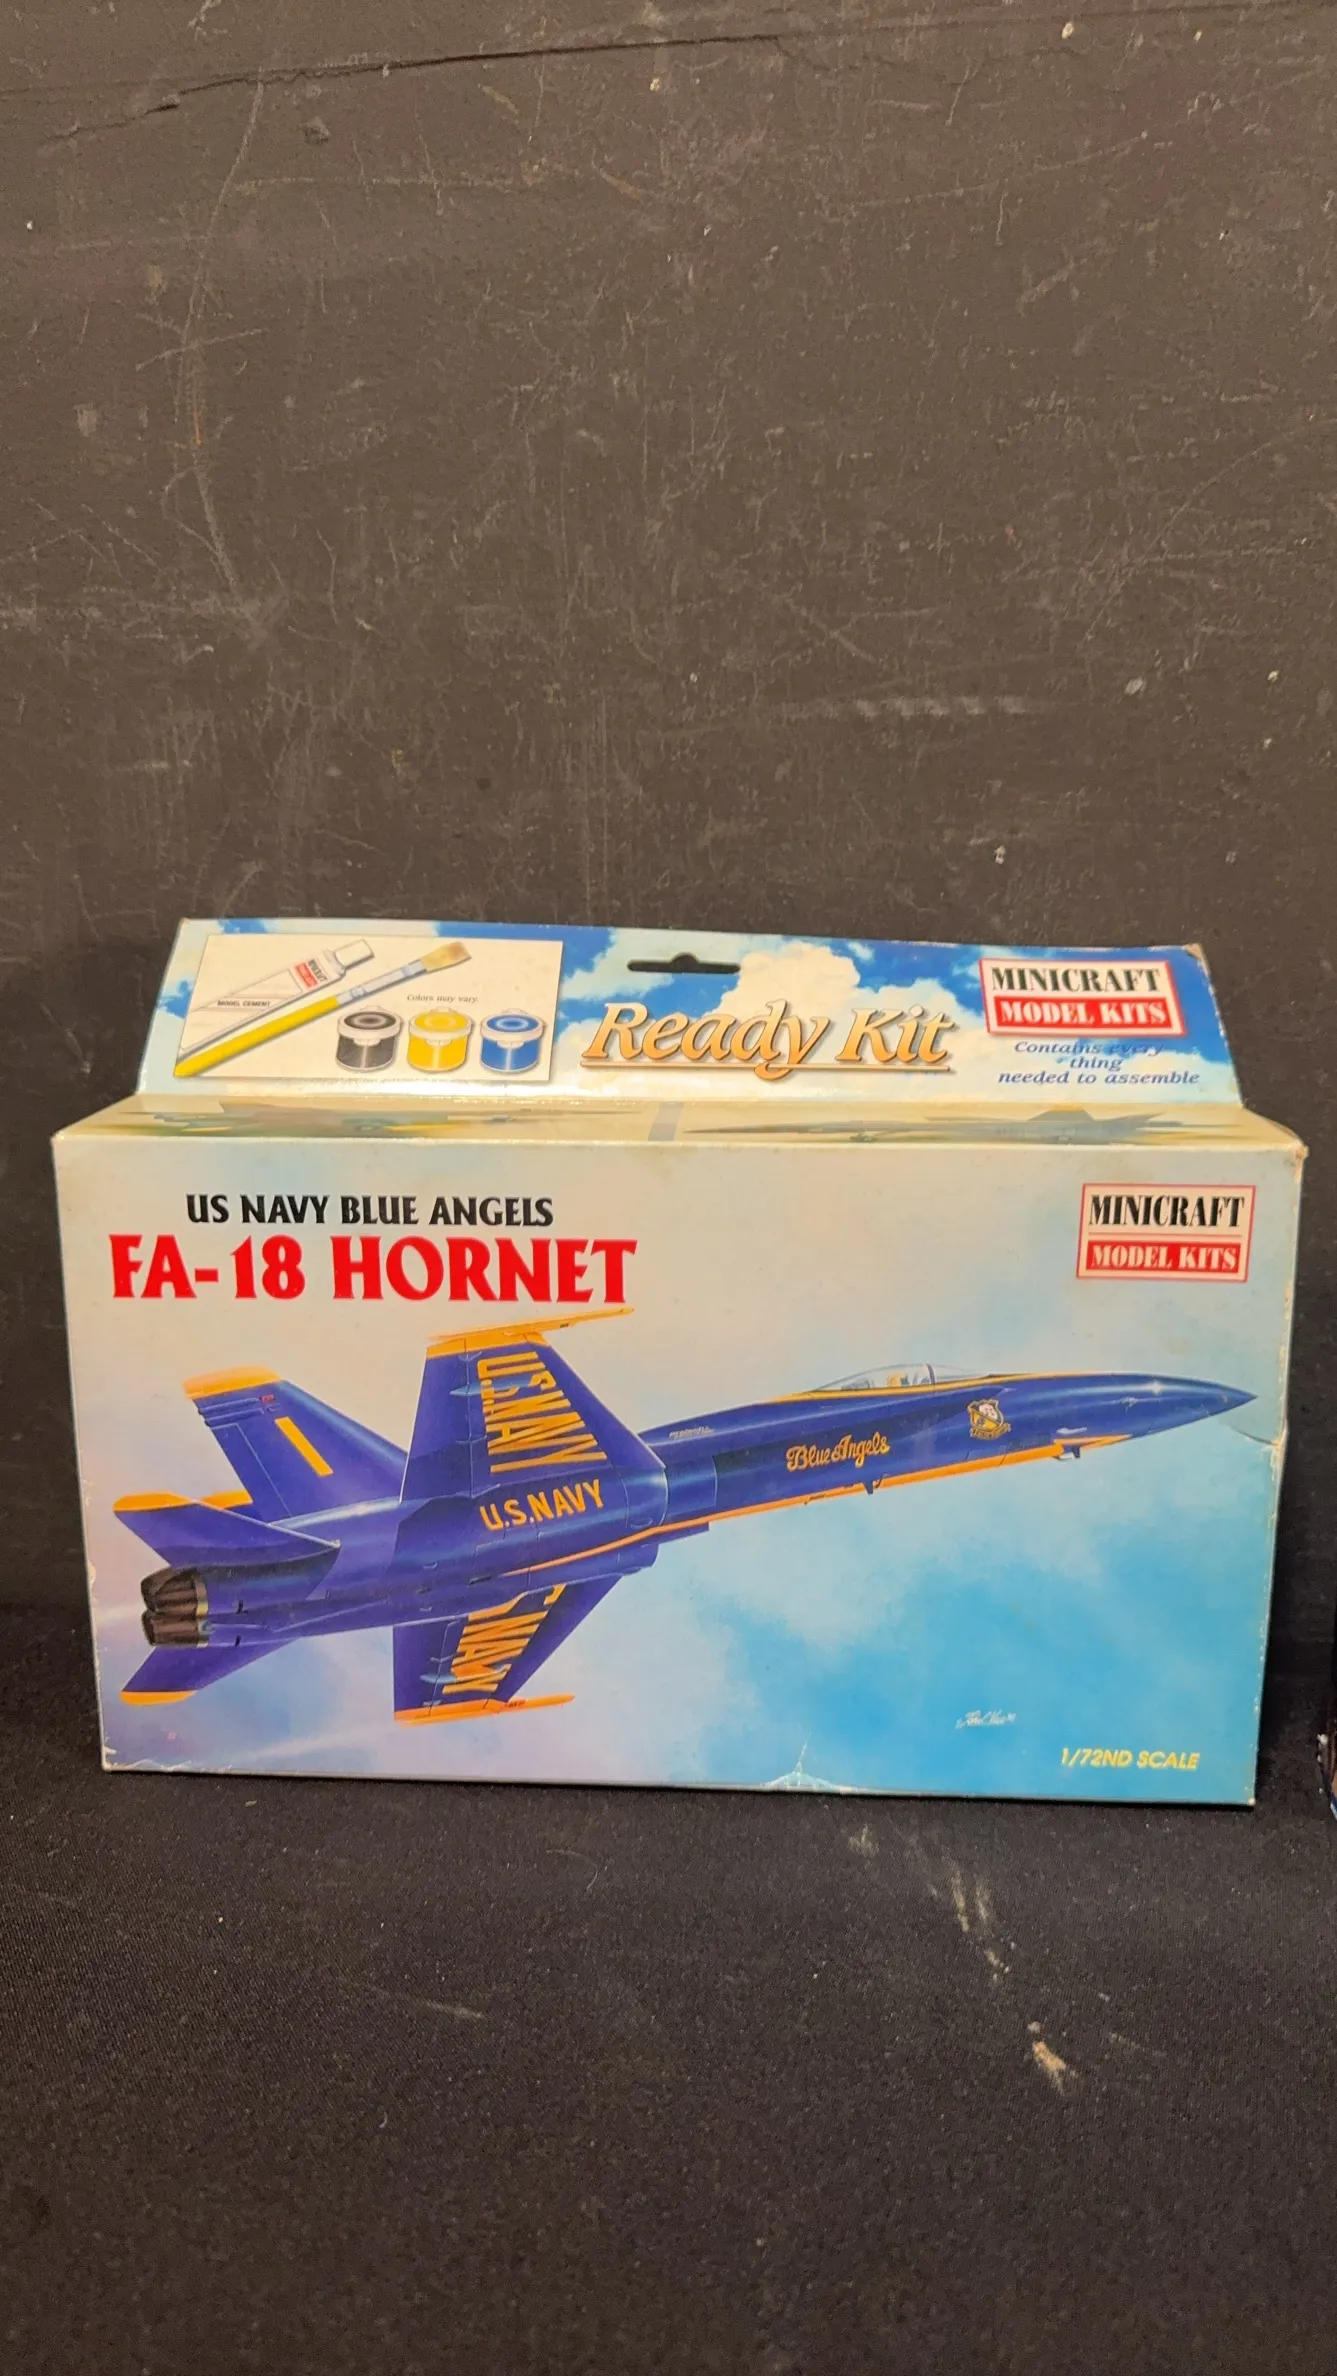 MINICRAFT
MODEL CEMENT
Colors may vary.
Ready Kit
MINICRAFT
MODEL KITS
Contains every
thing
needed to assemble
US NAVY BLUE ANGELS
FA-18 HORNET
MINICRAFT
MODEL KITS
U.S.NAVY
1
U.S.NAVY
Blue Angels
1/72ND SCALE